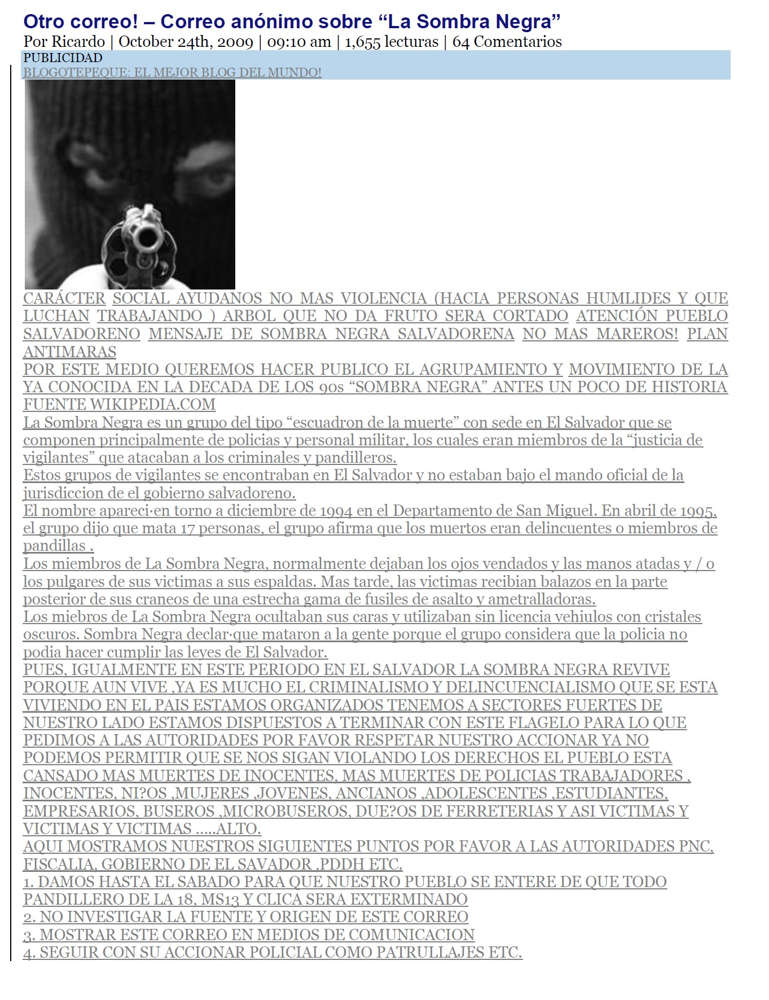 Otro correo! – Correo anónimo sobre “La Sombra Negra”
Por Ricardo | October 24th, 2009 | 09:10 am | 1,655 lecturas | 64 Comentarios
PUBLICIDAD
BLOGOTEPEQUE: EL MEJOR BLOG DEL MUNDO!
CARÁCTER SOCIAL AYUDANOS NO MAS VIOLENCIA (HACIA PERSONAS HUMLIDES Y QUE
LUCHAN TRABAJANDO ) ARBOL QUE NO DA FRUTO SERA CORTADO ATENCIÓN PUEBLO
SALVADORENO MENSAJE DE SOMBRA NEGRA SALVADORENA NO MAS MAREROS! PLAN
ANTIMARAS
POR ESTE MEDIO QUEREMOS HACER PUBLICO EL AGRUPAMIENTO Y MOVIMIENTO DE LA
YA CONOCIDA EN LA DECADA DE LOS 90s “SOMBRA NEGRA” ANTES UN POCO DE HISTORIA
FUENTE WIKIPEDIA.COM
La Sombra Negra es un grupo del tipo “escuadron de la muerte” con sede en El Salvador que se
componen principalmente de policias y personal militar, los cuales eran miembros de la “justicia de
vigilantes” que atacaban a los criminales y pandilleros.
Estos grupos de vigilantes se encontraban en El Salvador y no estaban bajo el mando oficial de la
jurisdiccion de el gobierno salvadoreno.
El nombre apareci·en torno a diciembre de 1994 en el Departamento de San Miguel. En abril de 1995,
el grupo dijo que mata 17 personas, el grupo afirma que los muertos eran delincuentes o miembros de
pandillas .
Los miembros de La Sombra Negra, normalmente dejaban los ojos vendados y las manos atadas y / o
los pulgares de sus victimas a sus espaldas. Mas tarde, las victimas recibian balazos en la parte
posterior de sus craneos de una estrecha gama de fusiles de asalto y ametralladoras.
Los miebros de La Sombra Negra ocultaban sus caras y utilizaban sin licencia vehiulos con cristales
oscuros. Sombra Negra declar·que mataron a la gente porque el grupo considera que la policia no
podia hacer cumplir las leyes de El Salvador.
PUES, IGUALMENTE EN ESTE PERIODO EN EL SALVADOR LA SOMBRA NEGRA REVIVE
PORQUE AUN VIVE ,YA ES MUCHO EL CRIMINALISMO Y DELINCUENCIALISMO QUE SE ESTA
VIVIENDO EN EL PAIS ESTAMOS ORGANIZADOS TENEMOS A SECTORES FUERTES DE
NUESTRO LADO ESTAMOS DISPUESTOS A TERMINAR CON ESTE FLAGELO PARA LO QUE
PEDIMOS A LAS AUTORIDADES POR FAVOR RESPETAR NUESTRO ACCIONAR YA NO
PODEMOS PERMITIR QUE SE NOS SIGAN VIOLANDO LOS DERECHOS EL PUEBLO ESTA
CANSADO MAS MUERTES DE INOCENTES, MAS MUERTES DE POLICIAS TRABAJADORES ,
INOCENTES, NI?OS ,MUJERES ,JOVENES, ANCIANOS ,ADOLESCENTES ,ESTUDIANTES,
EMPRESARIOS, BUSEROS ,MICROBUSEROS, DUE?OS DE FERRETERIAS Y ASI VICTIMAS Y
VICTIMAS Y VICTIMAS …..ALTO.
AQUI MOSTRAMOS NUESTROS SIGUIENTES PUNTOS POR FAVOR A LAS AUTORIDADES PNC,
FISCALIA, GOBIERNO DE EL SAVADOR ,PDDH ETC.
1. DAMOS HASTA EL SABADO PARA QUE NUESTRO PUEBLO SE ENTERE DE QUE TODO
PANDILLERO DE LA 18, MS13 Y CLICA SERA EXTERMINADO
2. NO INVESTIGAR LA FUENTE Y ORIGEN DE ESTE CORREO
3. MOSTRAR ESTE CORREO EN MEDIOS DE COMUNICACION
4. SEGUIR CON SU ACCIONAR POLICIAL COMO PATRULLAJES ETC.